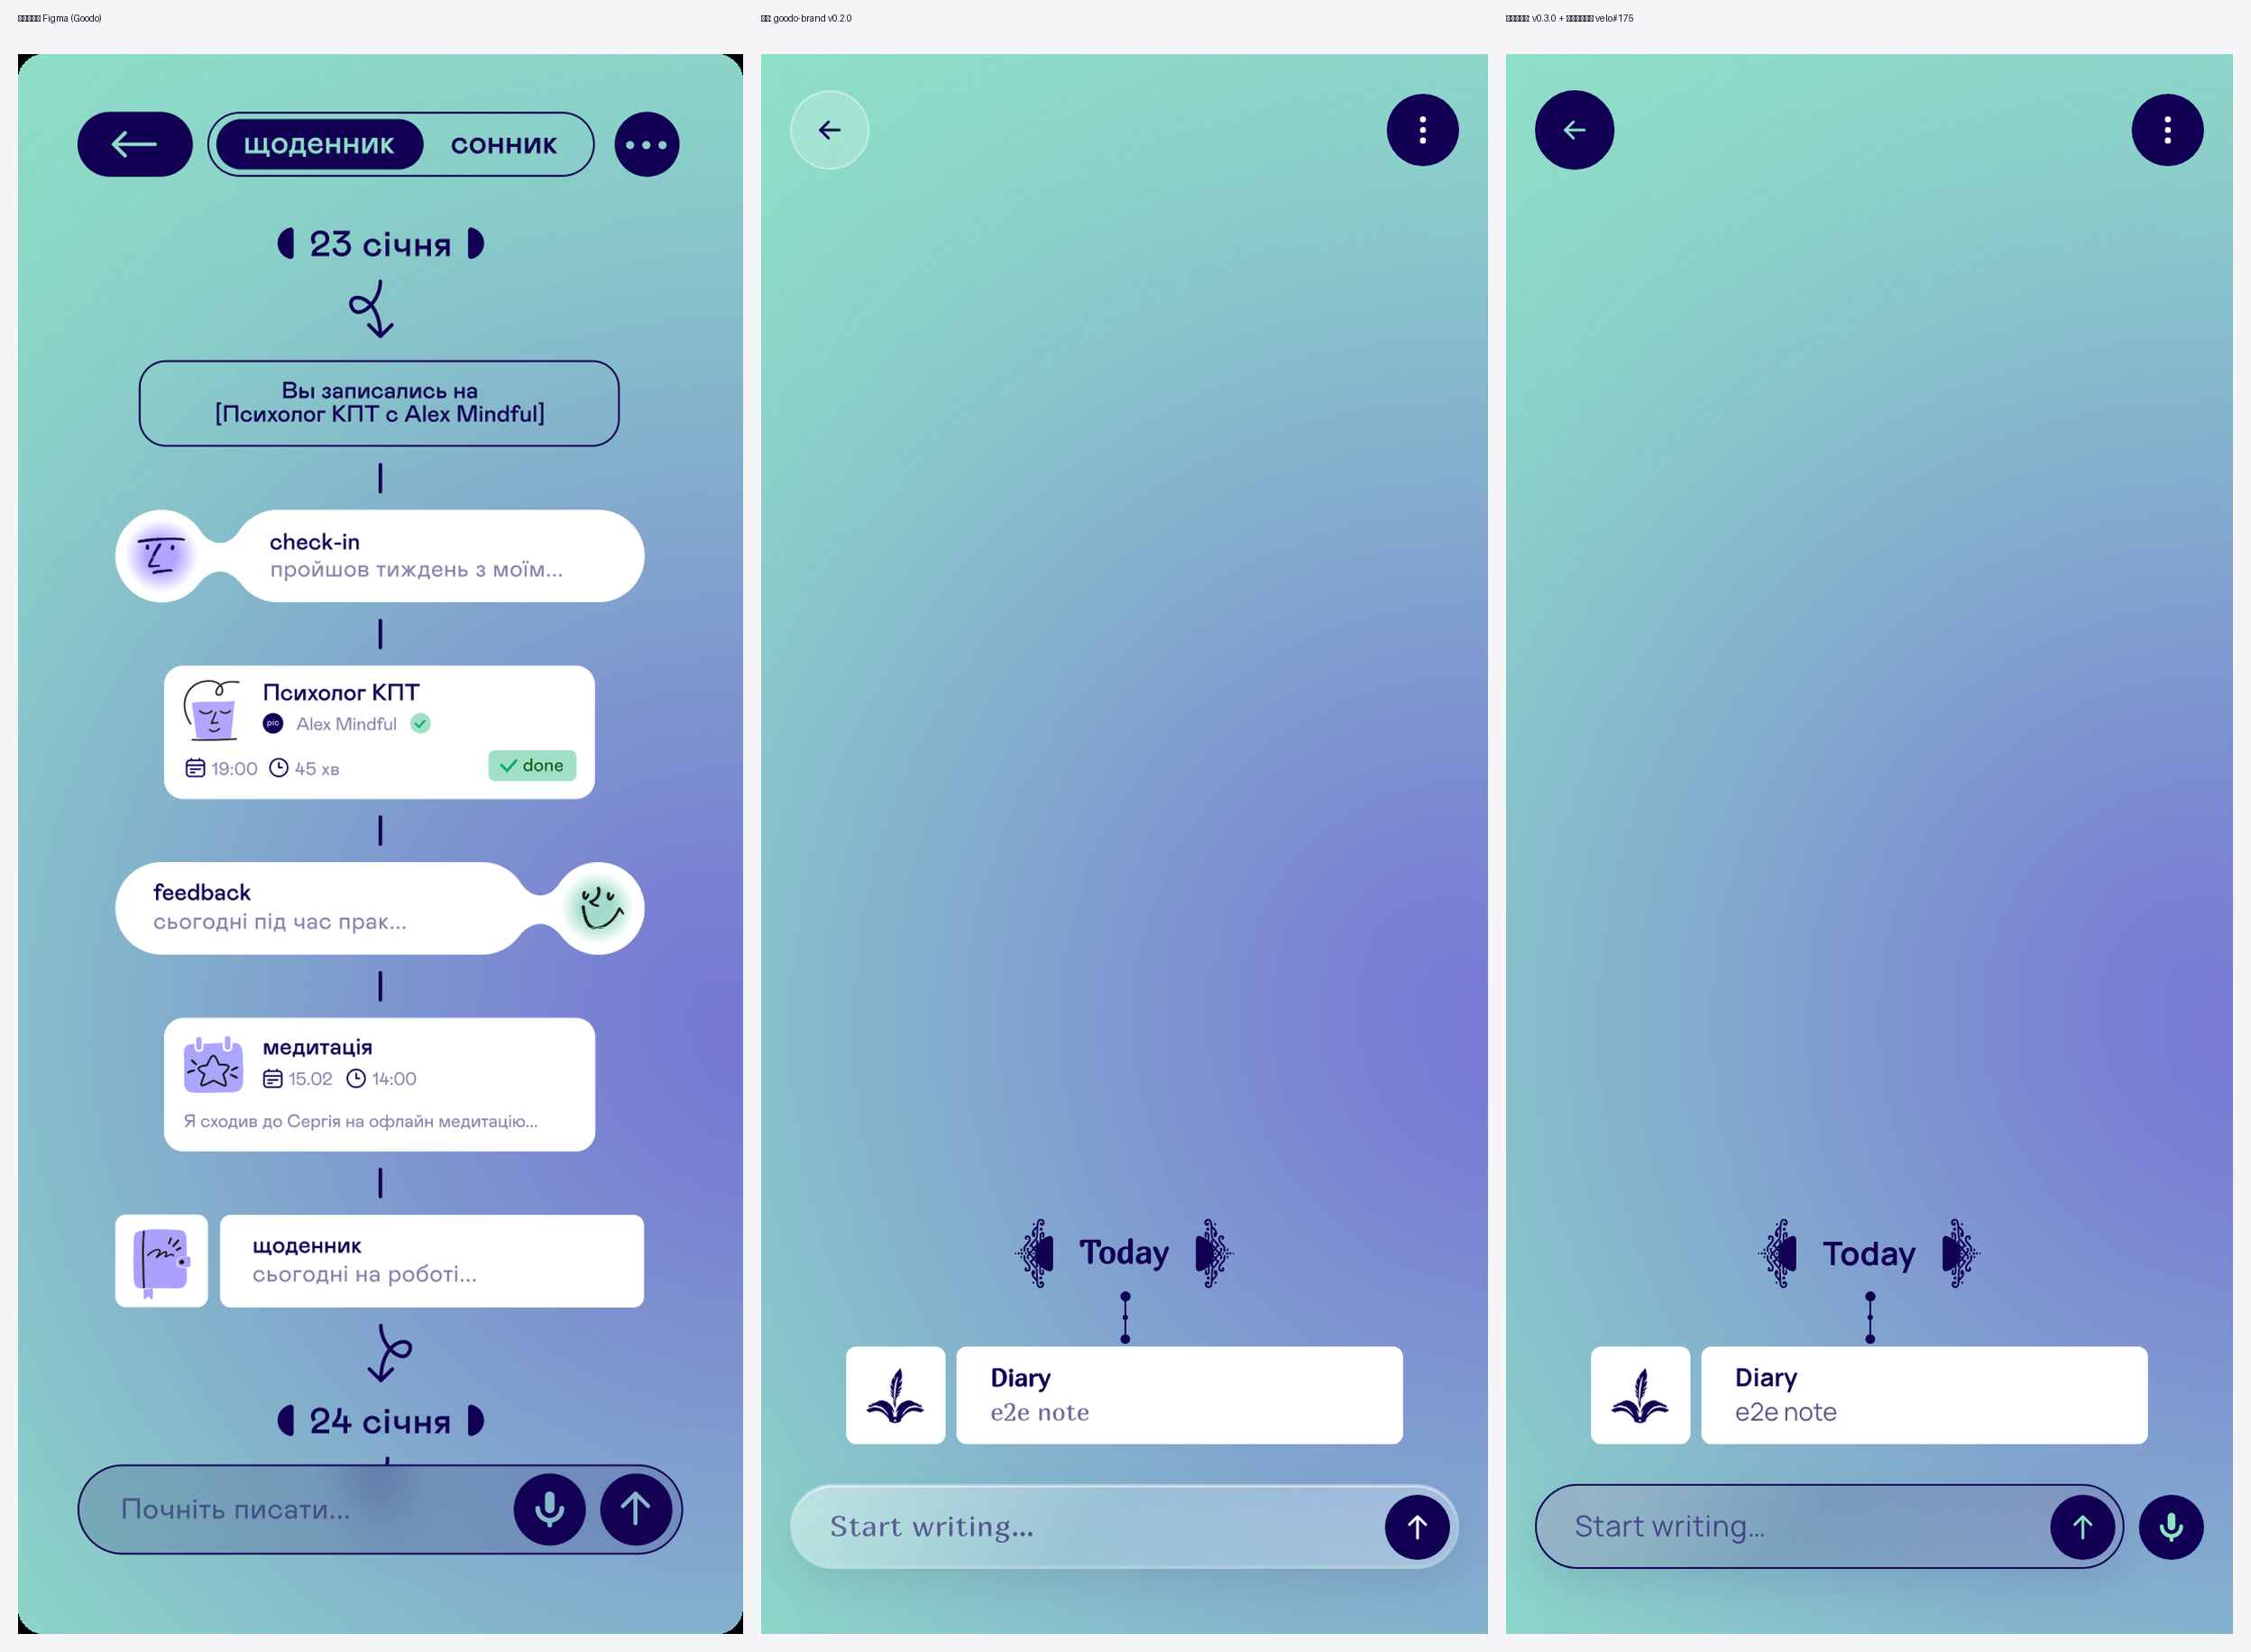 Figma (Goodo)
щоденник
сонник
23 січня
Вы записались на
[Психолог КПТ с Alex Mindful]
check-in
пройшов тиждень з моїм...
Психолог КПТ
pic Alex Mindful
19:00 45 хв
done
feedback
сьогодні під час прак...
медитація
15.02 14:00
Я сходив до Сергія на офлайн медитацію...
щоденник
сьогодні на роботі...
24 січня
Почніть писати...
: goodo-brand v0.2.0
Today
Diary
e2e note
Start writing...
: v0.3.0 + velo#175
Today
Diary
e2e note
Start writing...